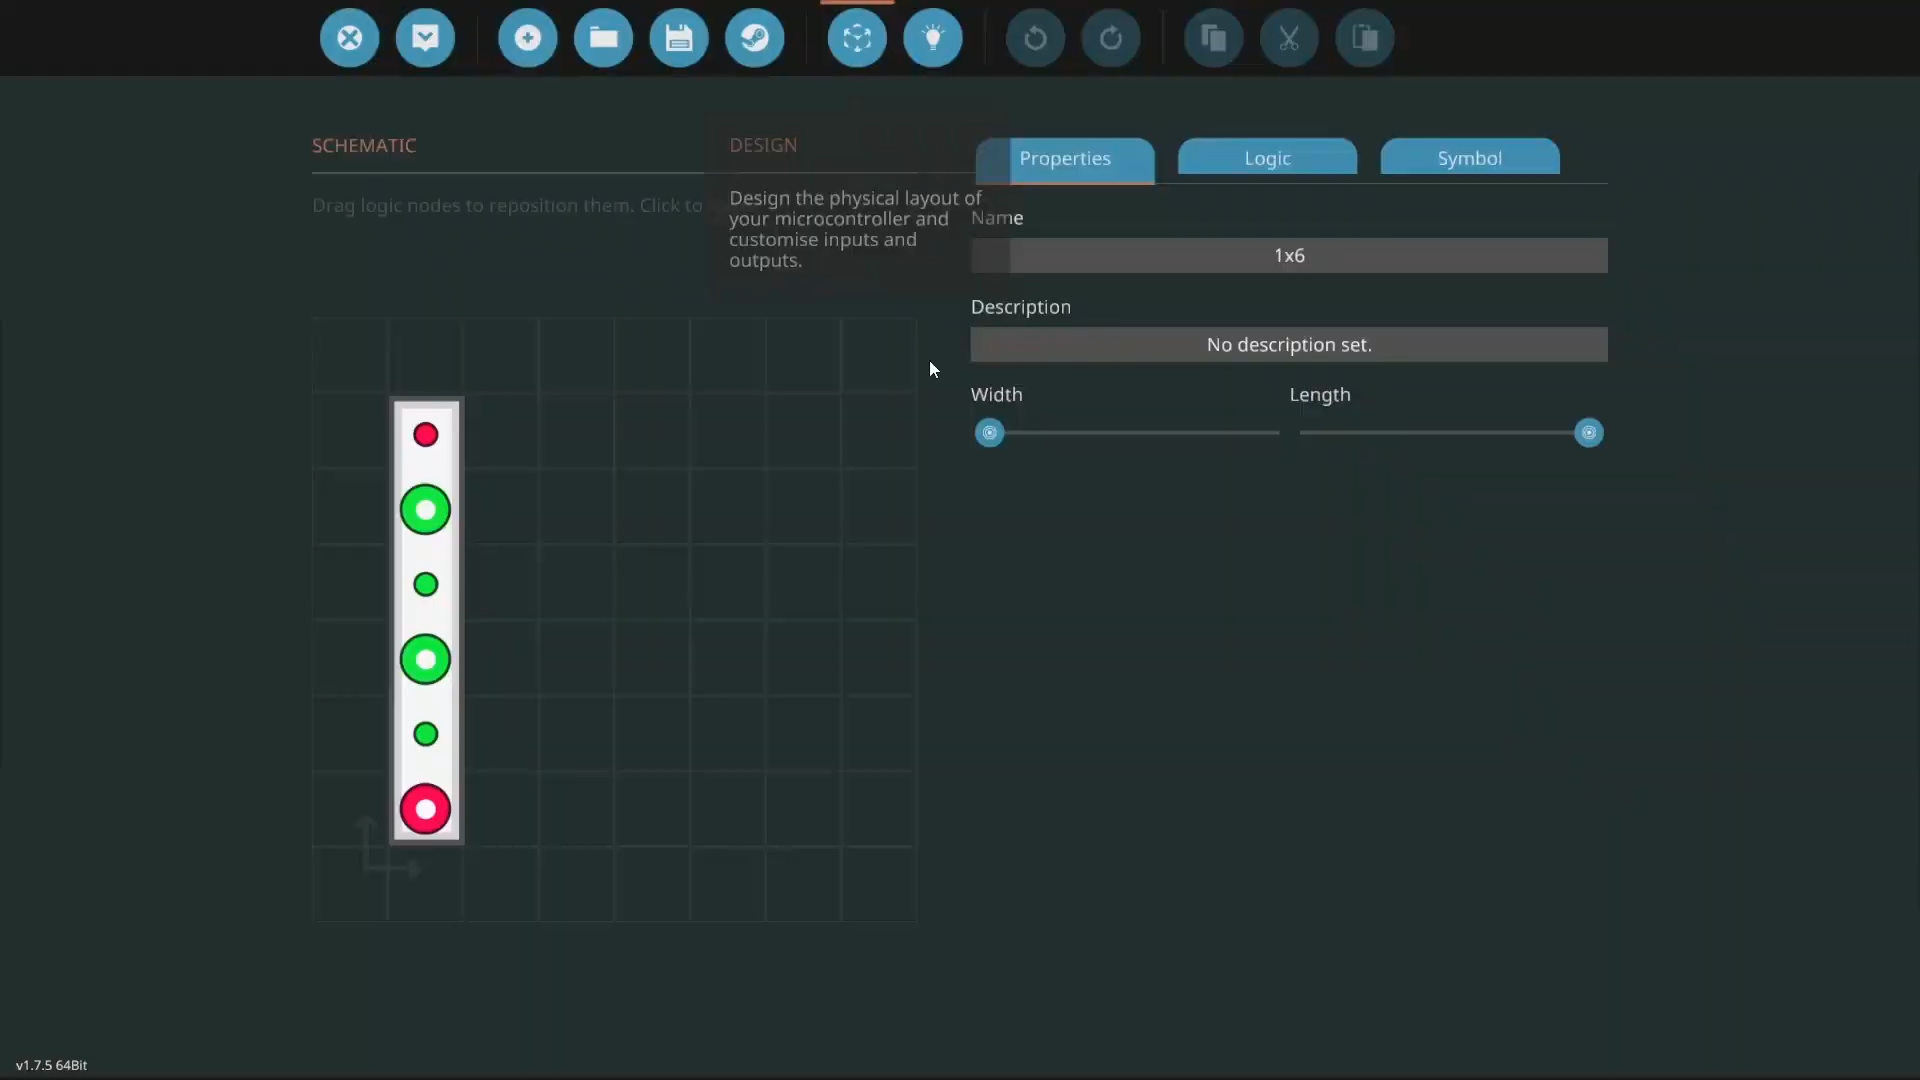 SCHEMATIC
Drag logic nodes to reposition them. Click to
DESIGN
Design the physical layout of
your microcontroller and
customise inputs and
outputs.
Properties
Logic
Symbol
Name
1x6
Description
No description set.
Width
Length
v1.7.5 64Bit